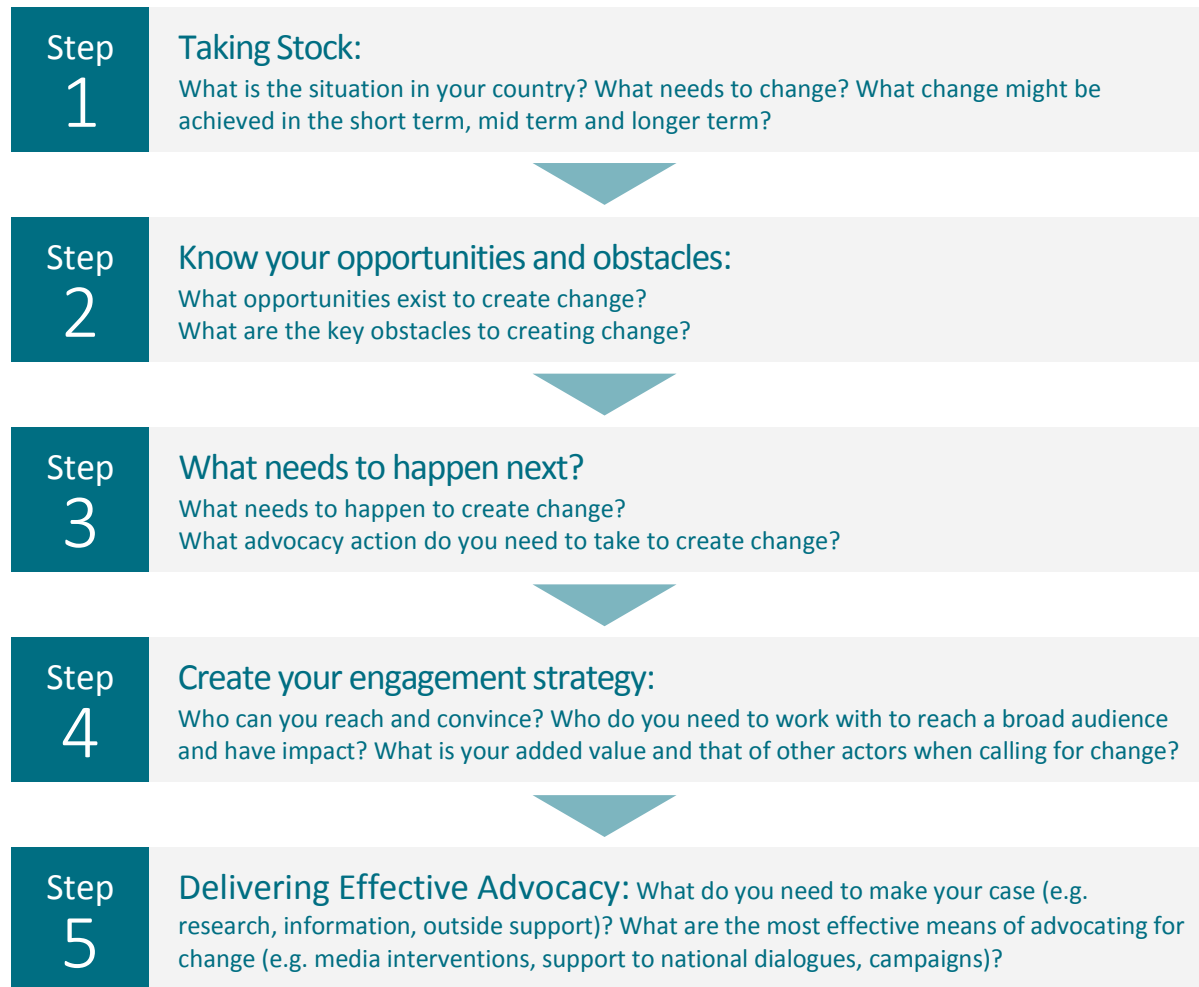 Step
1
Taking Stock:
What is the situation in your country? What needs to change? What change might be
achieved in the short term, mid term and longer term?
Step
2
Know your opportunities and obstacles:
What opportunities exist to create change?
What are the key obstacles to creating change?
Step
3
What needs to happen next?
What needs to happen to create change?
What advocacy action do you need to take to create change?
Step
4
Create your engagement strategy:
Who can you reach and convince? Who do you need to work with to reach a broad audience
and have impact? What is your added value and that of other actors when calling for change?
Step
5
Delivering Effective Advocacy: What do you need to make your case (e.g.
research, information, outside support)? What are the most effective means of advocating for
change (e.g. media interventions, support to national dialogues, campaigns)?